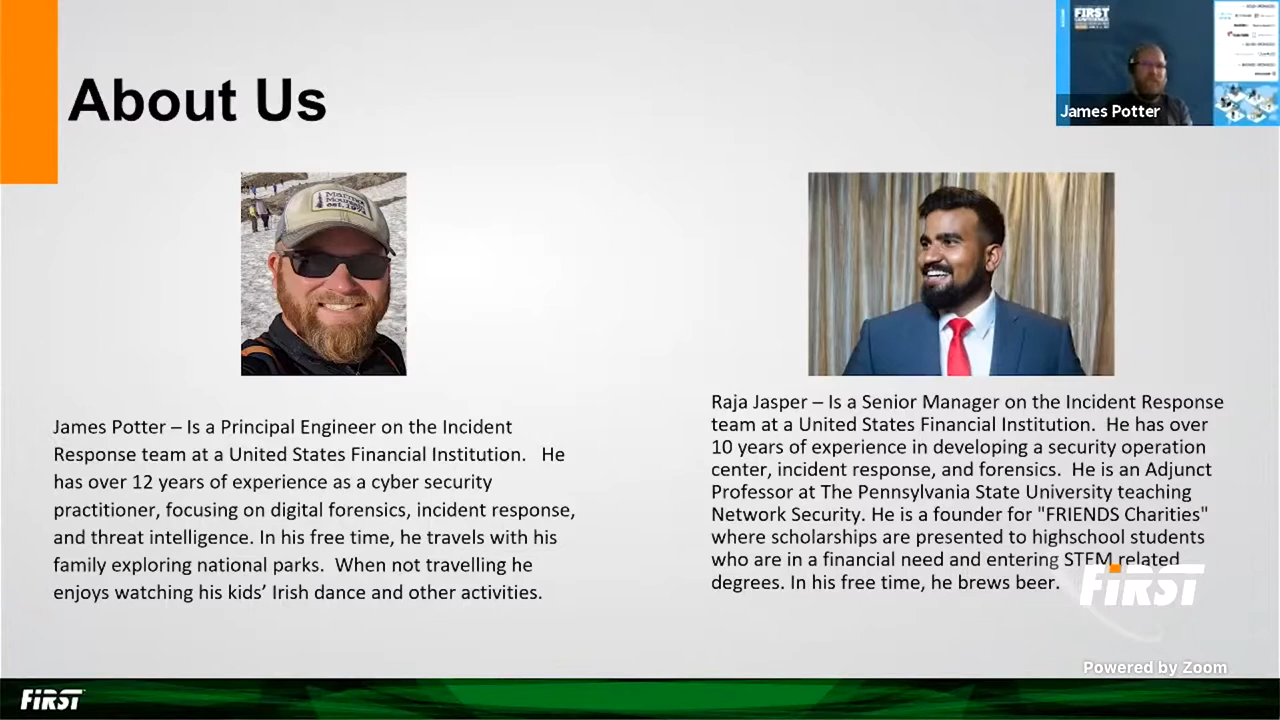 About Us
FIRST
CONFERENCE
James Potter
Mammoth
Mountain
est. 1953
James Potter – Is a Principal Engineer on the Incident
Response team at a United States Financial Institution.   He
has over 12 years of experience as a cyber security
practitioner, focusing on digital forensics, incident response,
and threat intelligence. In his free time, he travels with his
family exploring national parks.  When not travelling he
enjoys watching his kids’ Irish dance and other activities.
Raja Jasper – Is a Senior Manager on the Incident Response
team at a United States Financial Institution.  He has over
10 years of experience in developing a security operation
center, incident response, and forensics.  He is an Adjunct
Professor at The Pennsylvania State University teaching
Network Security. He is a founder for "FRIENDS Charities"
where scholarships are presented to highschool students
who are in a financial need and entering STEM related
degrees. In his free time, he brews beer.
FIRST
Powered by Zoom
FIRST